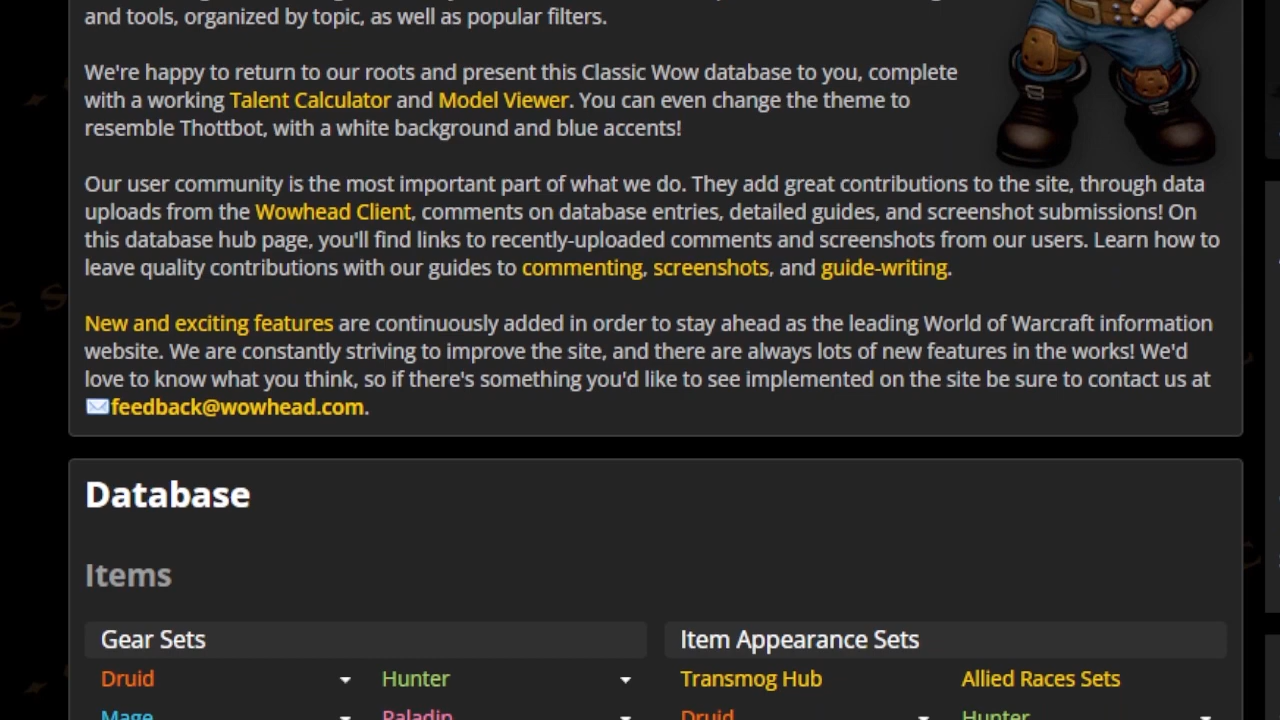 and tools, organized by topic, as well as popular filters.
We're happy to return to our roots and present this Classic Wow database to you, complete
with a working Talent Calculator and Model Viewer. You can even change the theme to
resemble Thottbot, with a white background and blue accents!
Our user community is the most important part of what we do. They add great contributions to the site, through data
uploads from the Wowhead Client, comments on database entries, detailed guides, and screenshot submissions! On
this database hub page, you'll find links to recently-uploaded comments and screenshots from our users. Learn how to
leave quality contributions with our guides to commenting, screenshots, and guide-writing.
New and exciting features are continuously added in order to stay ahead as the leading World of Warcraft information
website. We are constantly striving to improve the site, and there are always lots of new features in the works! We'd
love to know what you think, so if there's something you'd like to see implemented on the site be sure to contact us at
feedback@wowhead.com.
Database
Items
Gear Sets
Item Appearance Sets
Druid
Hunter
Transmog Hub
Allied Races Sets
Mage
Paladin
Druid
Hunter